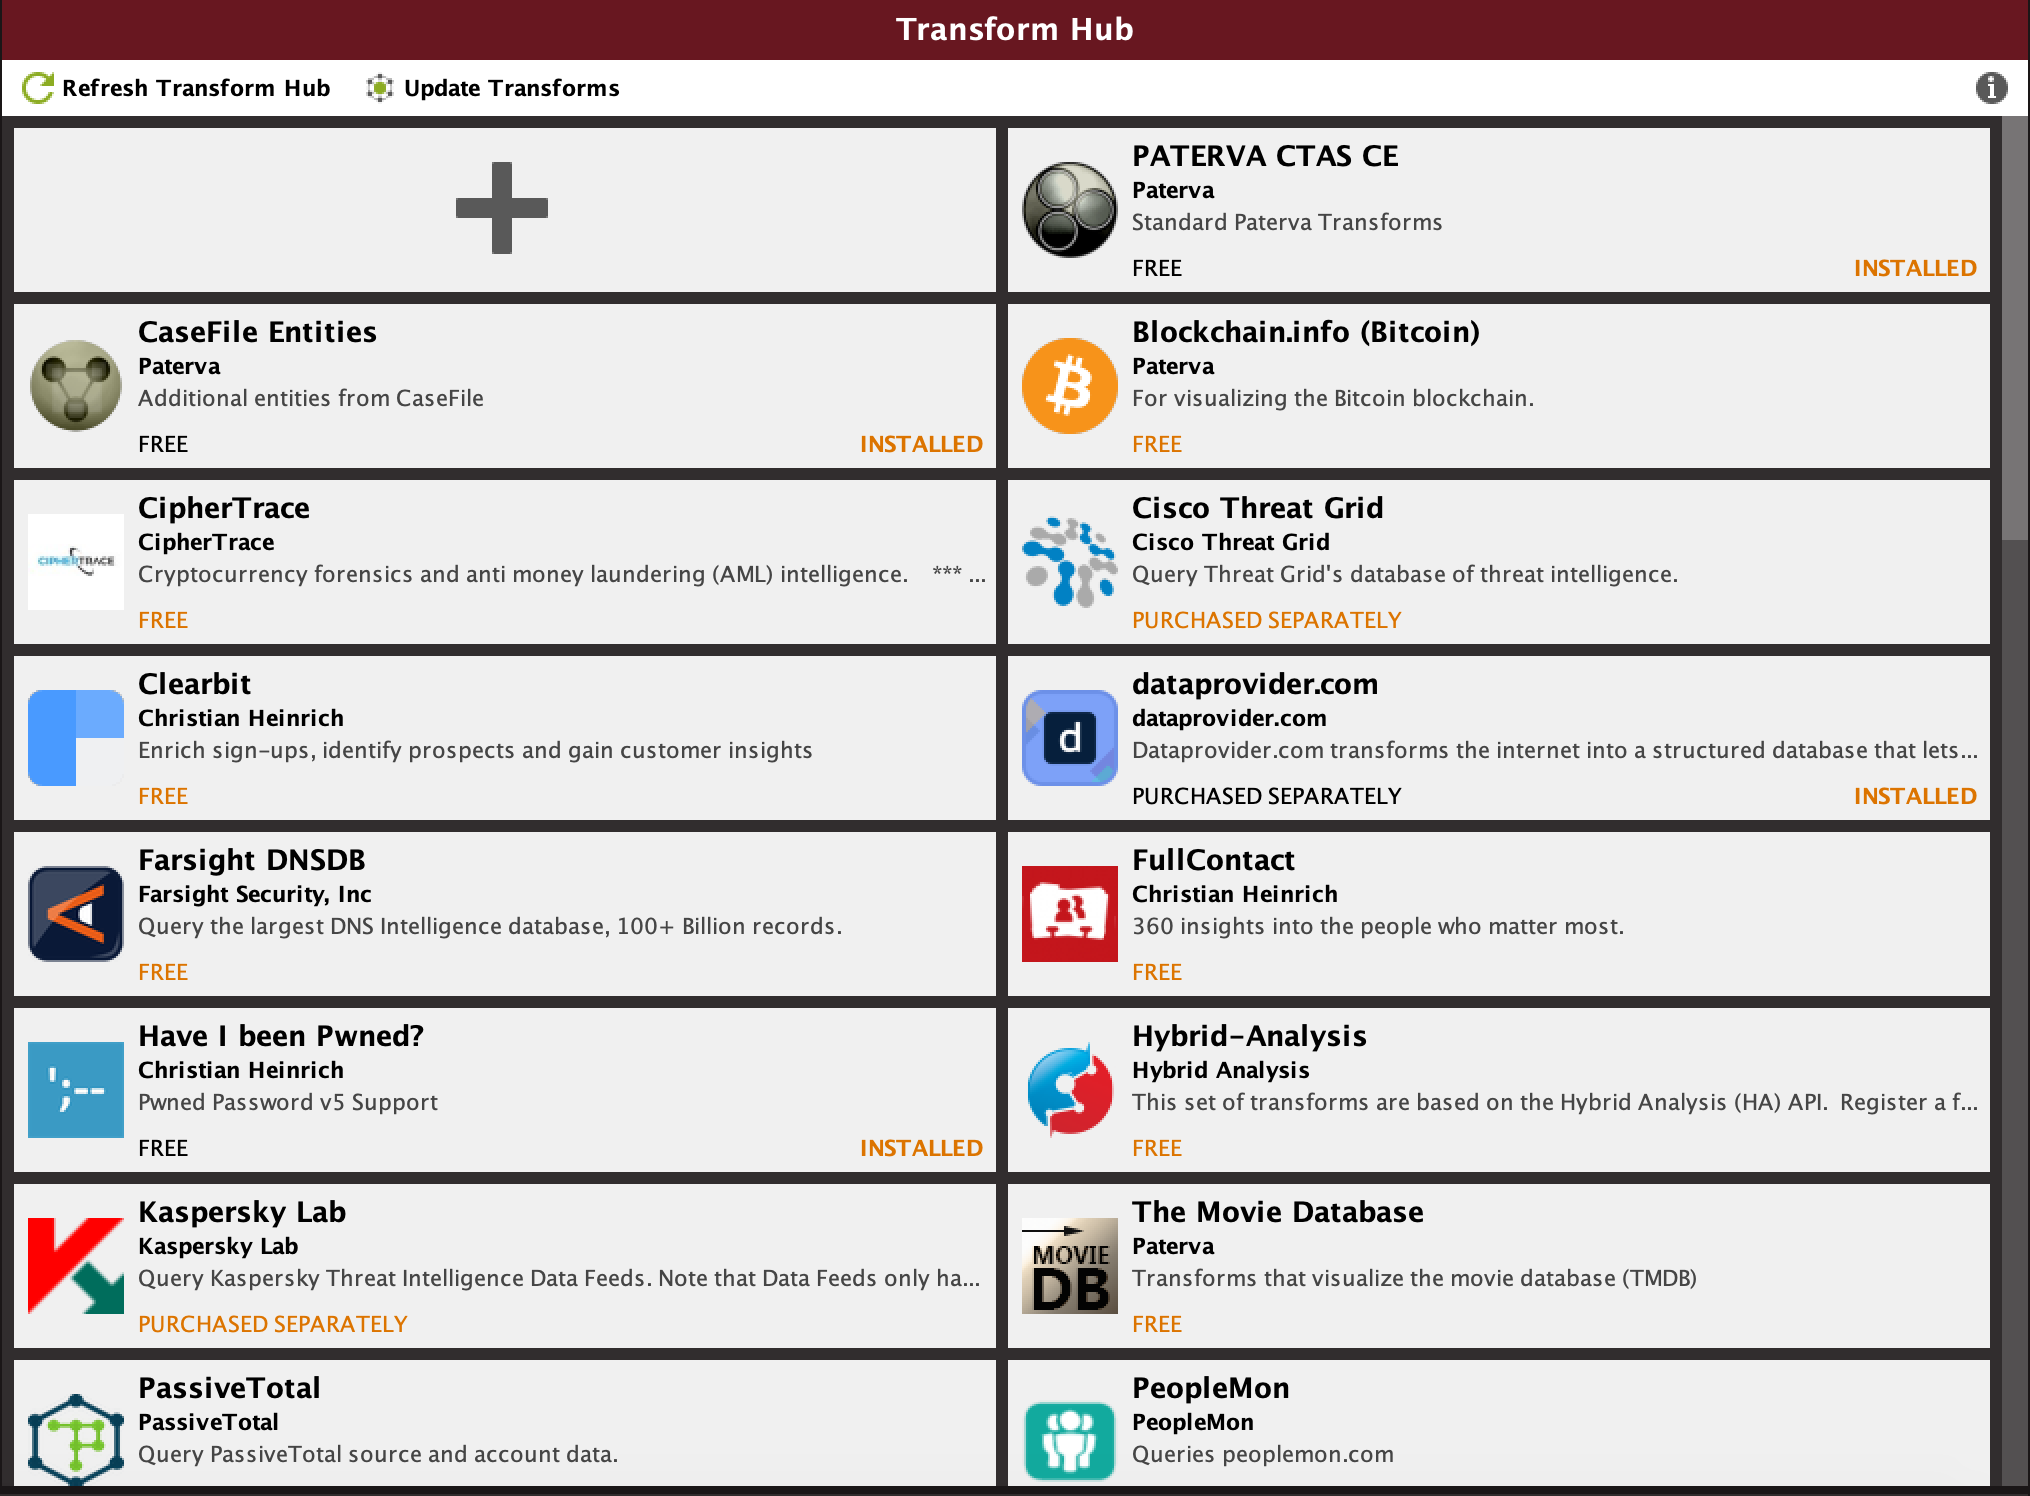 Transform Hub
Refresh Transform Hub
Update Transforms
PATERVA CTAS CE
Paterva
Standard Paterva Transforms
FREE
INSTALLED
CaseFile Entities
Paterva
Additional entities from CaseFile
FREE
INSTALLED
Blockchain.info (Bitcoin)
Paterva
For visualizing the Bitcoin blockchain.
FREE
CIPHERTRACE
CipherTrace
CipherTrace
Cryptocurrency forensics and anti money laundering (AML) intelligence.   *** ...
FREE
Cisco Threat Grid
Cisco Threat Grid
Query Threat Grid's database of threat intelligence.
PURCHASED SEPARATELY
Clearbit
Christian Heinrich
Enrich sign-ups, identify prospects and gain customer insights
FREE
d
dataprovider.com
dataprovider.com
Dataprovider.com transforms the internet into a structured database that lets...
PURCHASED SEPARATELY
INSTALLED
Farsight DNSDB
Farsight Security, Inc
Query the largest DNS Intelligence database, 100+ Billion records.
FREE
FullContact
Christian Heinrich
360 insights into the people who matter most.
FREE
';--
Have I been Pwned?
Christian Heinrich
Pwned Password v5 Support
FREE
INSTALLED
Hybrid-Analysis
Hybrid Analysis
This set of transforms are based on the Hybrid Analysis (HA) API.  Register a f...
FREE
Kaspersky Lab
Kaspersky Lab
Query Kaspersky Threat Intelligence Data Feeds. Note that Data Feeds only ha...
PURCHASED SEPARATELY
MOVIE
DB
The Movie Database
Paterva
Transforms that visualize the movie database (TMDB)
FREE
PassiveTotal
PassiveTotal
Query PassiveTotal source and account data.
PeopleMon
PeopleMon
Queries peoplemon.com